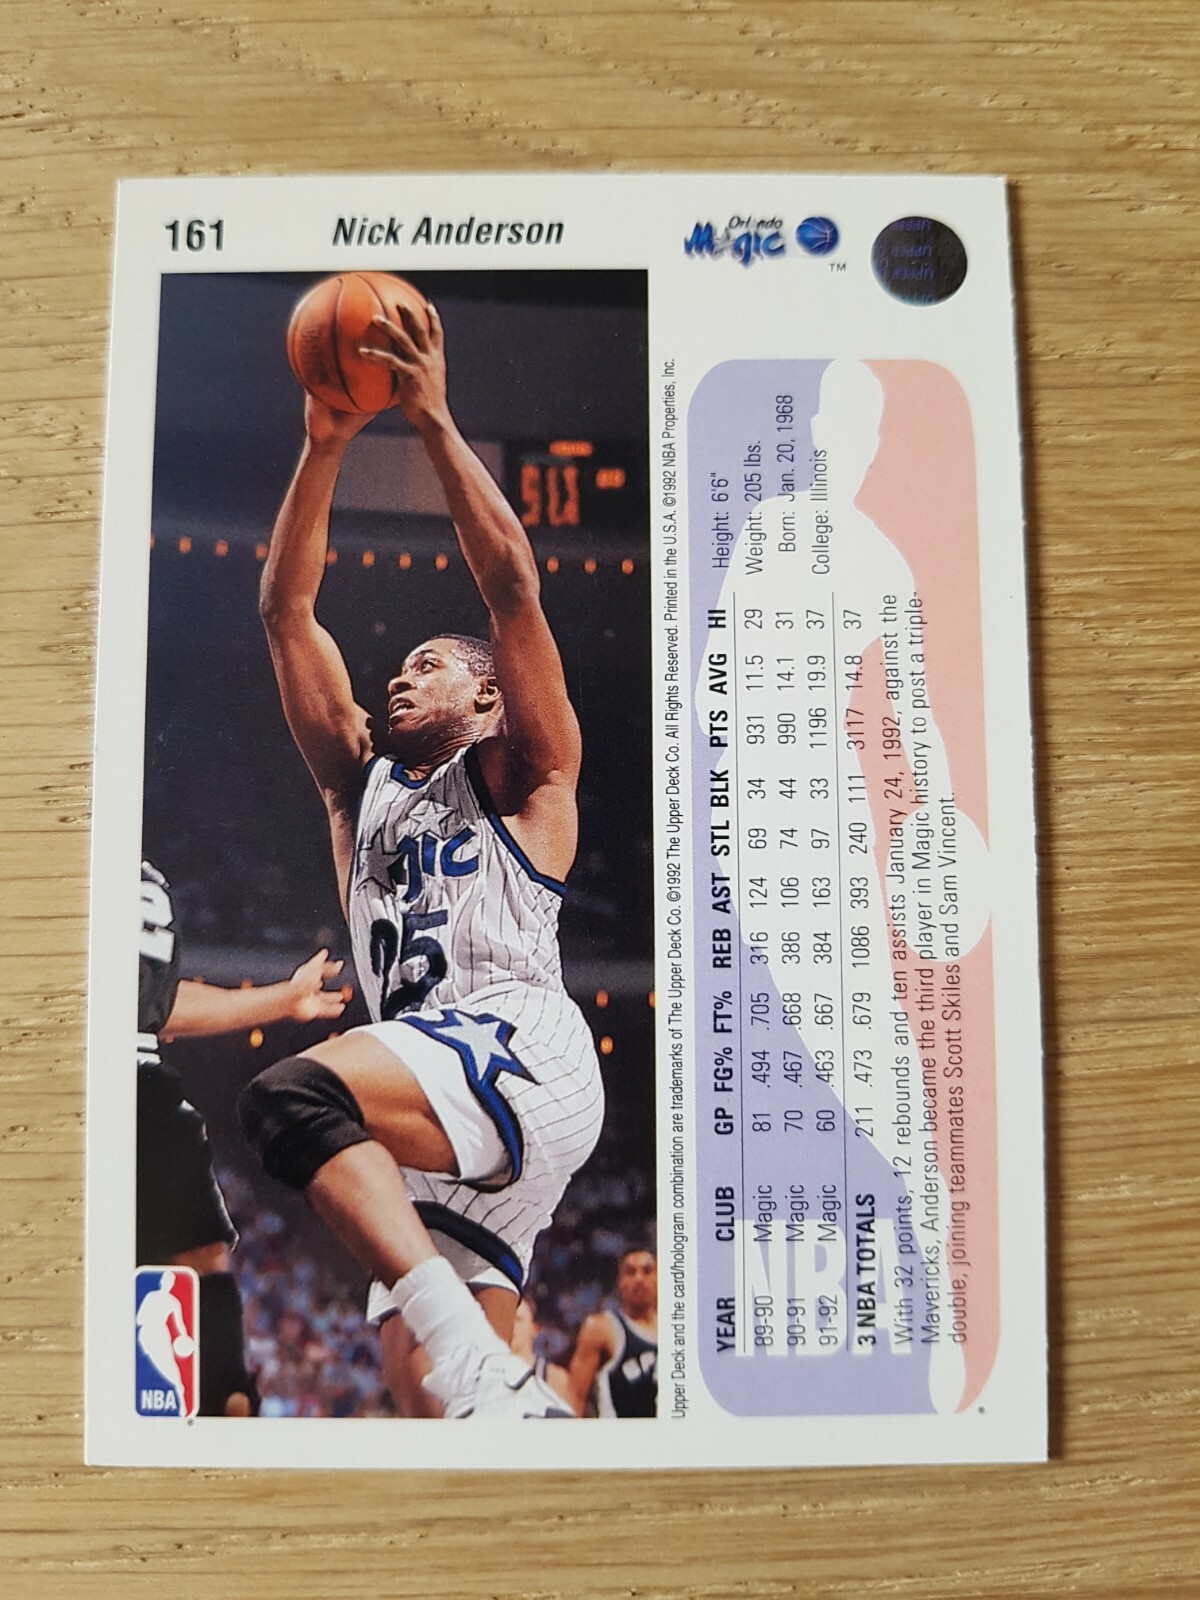 161
Nick Anderson
Orlando
Magic
TM
UPPER
UPPER
UPPER
Magic
25
NBA
Upper Deck and the card/hologram combination are trademarks of The Upper Deck Co. ©1992 The Upper Deck Co. All Rights Reserved. Printed in the U.S.A. ©1992 NBA Properties, Inc.
Height: 6'6"
Weight: 205 lbs.
Born: Jan. 20, 1968
College: Illinois
YEAR CLUB GP FG% FT% REB AST STL BLK PTS AVG HI
89-90 Magic 81 .494 .705 316 124 69 34 931 11.5 29
90-91 Magic 70 .467 .668 386 106 74 44 990 14.1 31
91-92 Magic 60 .463 .667 384 163 97 33 1196 19.9 37
3 NBA TOTALS 211 .473 .679 1086 393 240 111 3117 14.8 37
With 32 points, 12 rebounds and ten assists January 24, 1992, against the
Mavericks, Anderson became the third player in Magic history to post a triple-
double, joining teammates Scott Skiles and Sam Vincent.
NBA